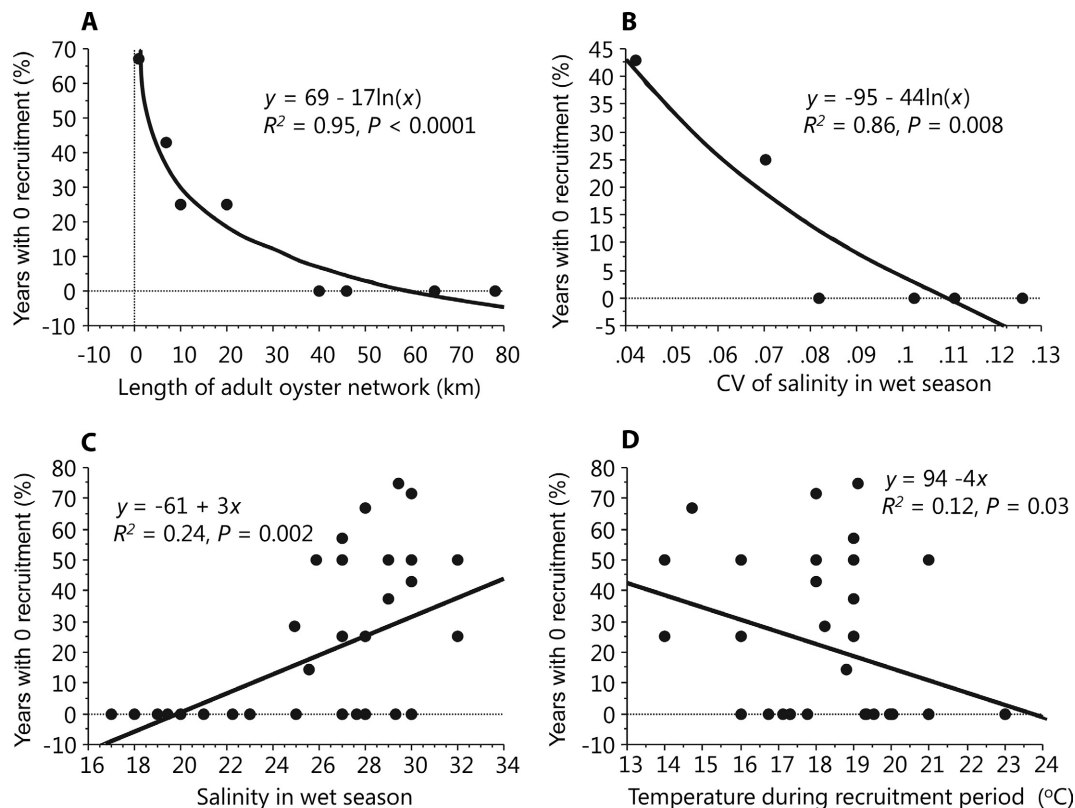 A
Years with 0 recruitment (%)
70
60
50
40
30
20
10
0
-10
y = 69 - 17ln(x)
R² = 0.95, P < 0.0001
-10 0 10 20 30 40 50 60 70 80
Length of adult oyster network (km)
B
Years with 0 recruitment (%)
45
40
35
30
25
20
15
10
5
0
-5
y = -95 - 44ln(x)
R² = 0.86, P = 0.008
.04 .05 .06 .07 .08 .09 .1 .11 .12 .13
CV of salinity in wet season
C
Years with 0 recruitment (%)
80
70
60
50
40
30
20
10
0
-10
y = -61 + 3x
R² = 0.24, P = 0.002
16 18 20 22 24 26 28 30 32 34
Salinity in wet season
D
Years with 0 recruitment (%)
80
70
60
50
40
30
20
10
0
-10
y = 94 -4x
R² = 0.12, P = 0.03
13 14 15 16 17 18 19 20 21 22 23 24
Temperature during recruitment period (ºC)